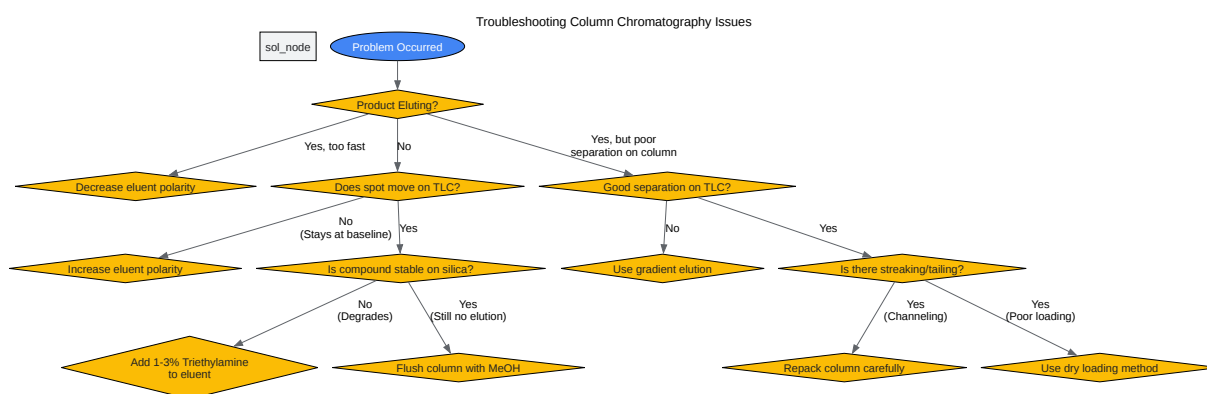 Troubleshooting Column Chromatography Issues
sol_node
Problem Occurred
Product Eluting?
Yes, too fast
No
Yes, but poor
separation on column
Decrease eluent polarity
Does spot move on TLC?
Good separation on TLC?
No
(Stays at baseline)
Yes
No
Yes
Increase eluent polarity
Is compound stable on silica?
Use gradient elution
Is there streaking/tailing?
No
(Degrades)
Yes
(Still no elution)
Yes
(Channeling)
Yes
(Poor loading)
Add 1-3% Triethylamine
to eluent
Flush column with MeOH
Repack column carefully
Use dry loading method